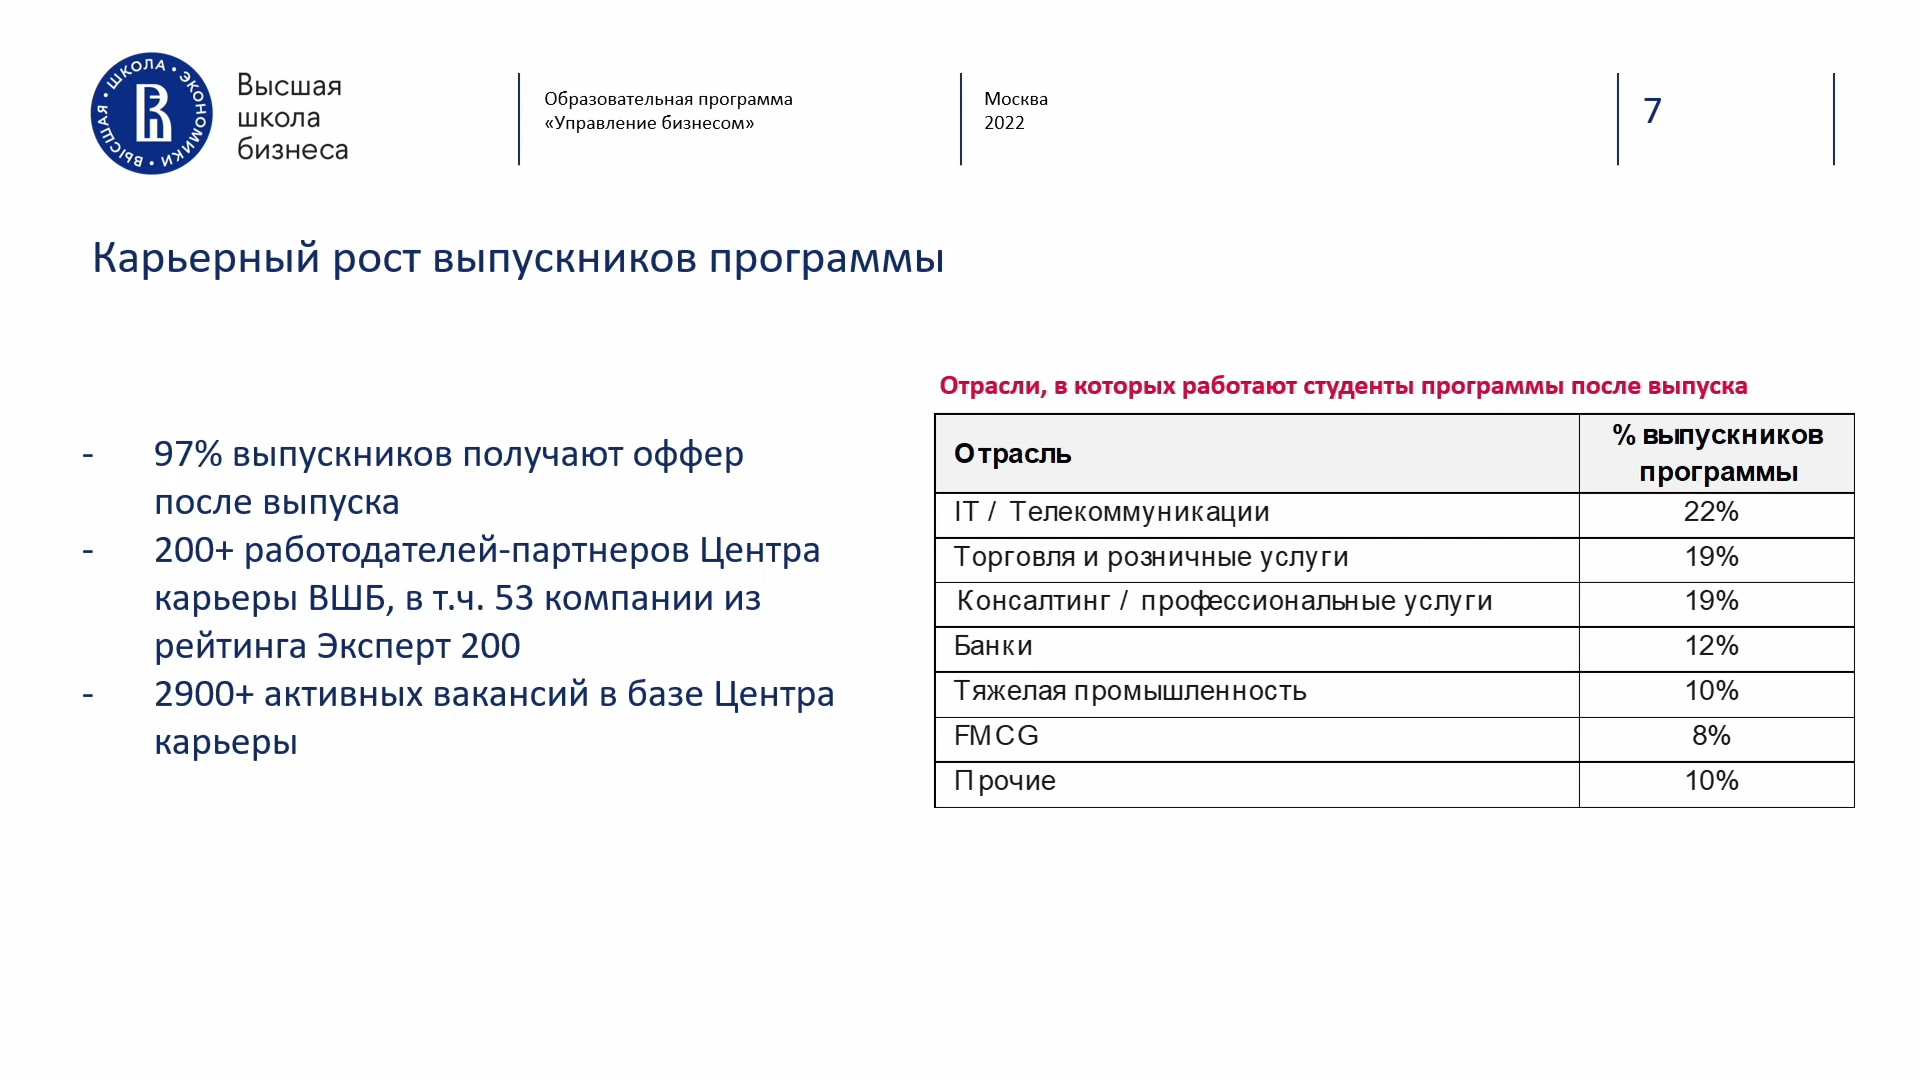 ВЫСШАЯ • ШКОЛА • ЭКОНОМИКИ •
Высшая
школа
бизнеса
Образовательная программа
«Управление бизнесом»
Москва
2022
7
Карьерный рост выпускников программы
- 97% выпускников получают оффер
после выпуска
- 200+ работодателей-партнеров Центра
карьеры ВШБ, в т.ч. 53 компании из
рейтинга Эксперт 200
- 2900+ активных вакансий в базе Центра
карьеры
Отрасли, в которых работают студенты программы после выпуска
Отрасль % выпускников
программы
IT / Телекоммуникации 22%
Торговля и розничные услуги 19%
Консалтинг / профессиональные услуги 19%
Банки 12%
Тяжелая промышленность 10%
FMCG 8%
Прочие 10%